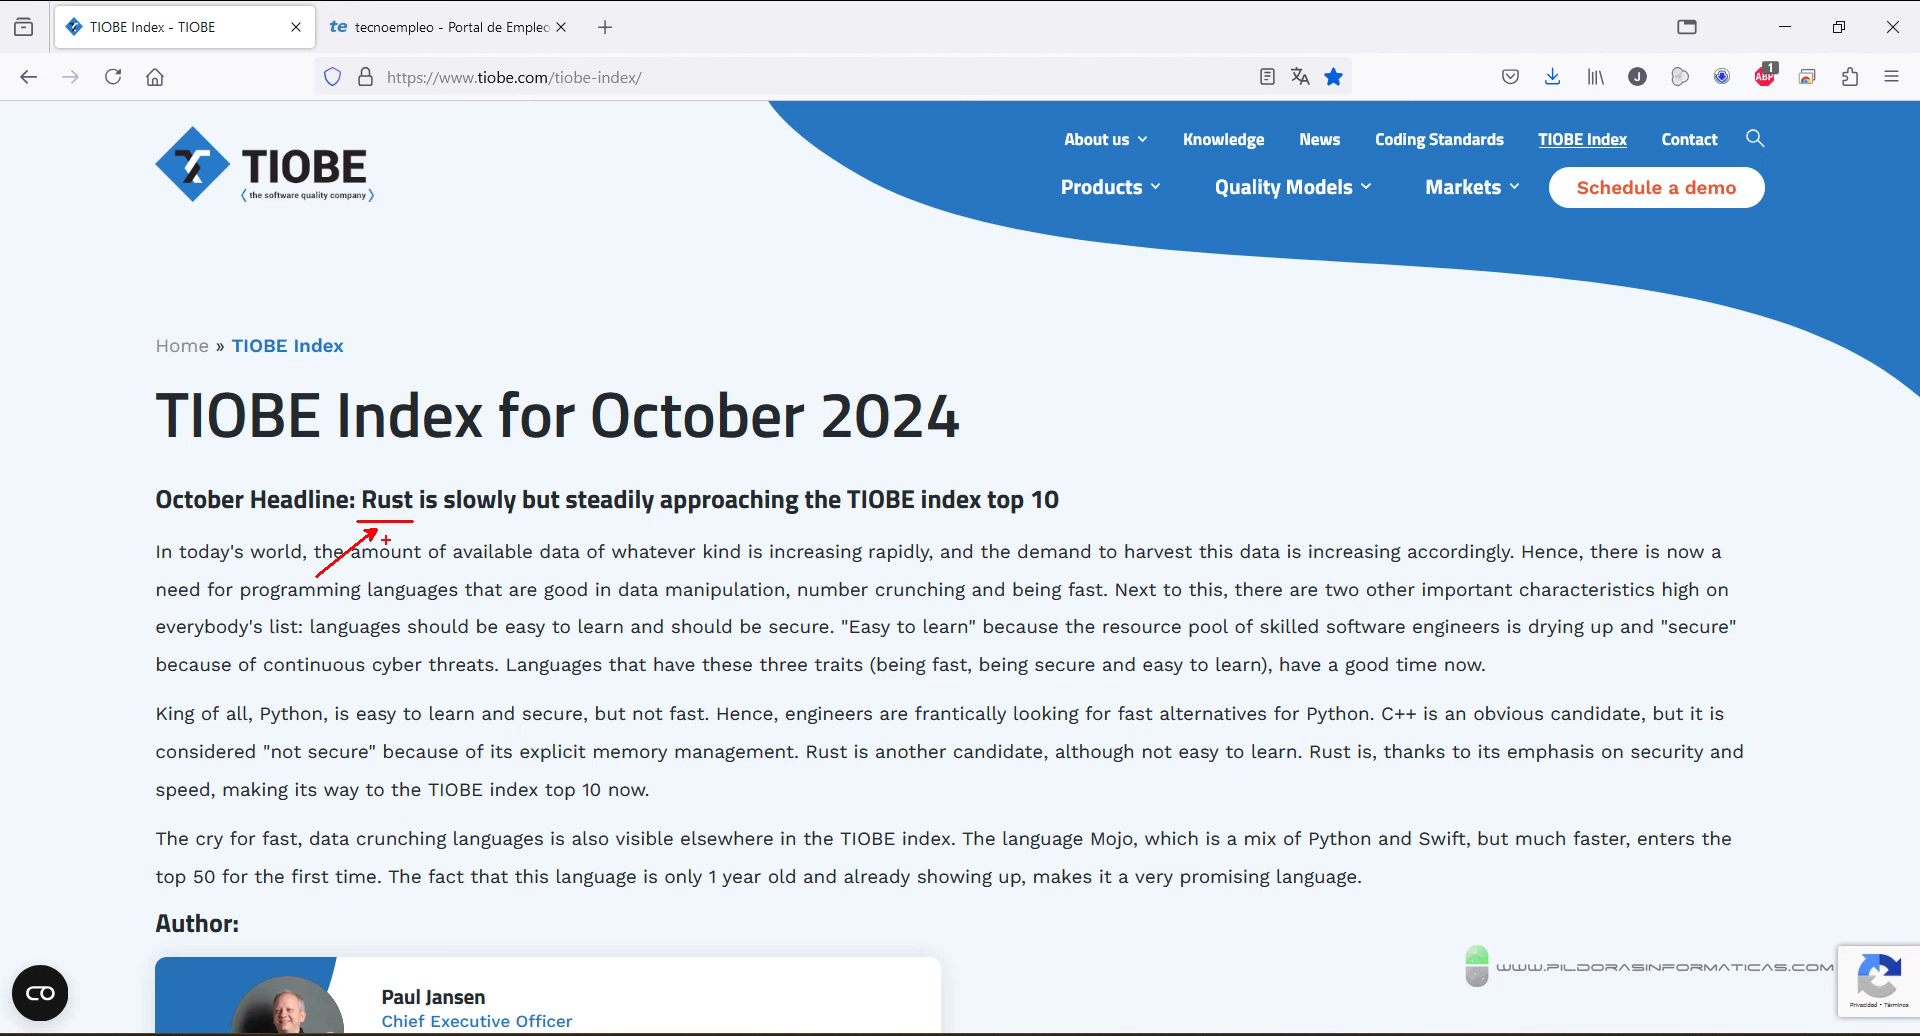 TIOBE Index - TIOBE
te tecnoempleo - Portal de Empleo
https://www.tiobe.com/tiobe-index/
J
ABP
1
TIOBE
the software quality company
About us
Knowledge
News
Coding Standards
TIOBE Index
Contact
Products
Quality Models
Markets
Schedule a demo
Home » TIOBE Index
TIOBE Index for October 2024
October Headline: Rust is slowly but steadily approaching the TIOBE index top 10
In today's world, the amount of available data of whatever kind is increasing rapidly, and the demand to harvest this data is increasing accordingly. Hence, there is now a
need for programming languages that are good in data manipulation, number crunching and being fast. Next to this, there are two other important characteristics high on
everybody's list: languages should be easy to learn and should be secure. "Easy to learn" because the resource pool of skilled software engineers is drying up and "secure"
because of continuous cyber threats. Languages that have these three traits (being fast, being secure and easy to learn), have a good time now.
King of all, Python, is easy to learn and secure, but not fast. Hence, engineers are frantically looking for fast alternatives for Python. C++ is an obvious candidate, but it is
considered "not secure" because of its explicit memory management. Rust is another candidate, although not easy to learn. Rust is, thanks to its emphasis on security and
speed, making its way to the TIOBE index top 10 now.
The cry for fast, data crunching languages is also visible elsewhere in the TIOBE index. The language Mojo, which is a mix of Python and Swift, but much faster, enters the
top 50 for the first time. The fact that this language is only 1 year old and already showing up, makes it a very promising language.
Author:
Paul Jansen
Chief Executive Officer
WWW.PILDORASINFORMATICAS.COM
Privacidad - Términos